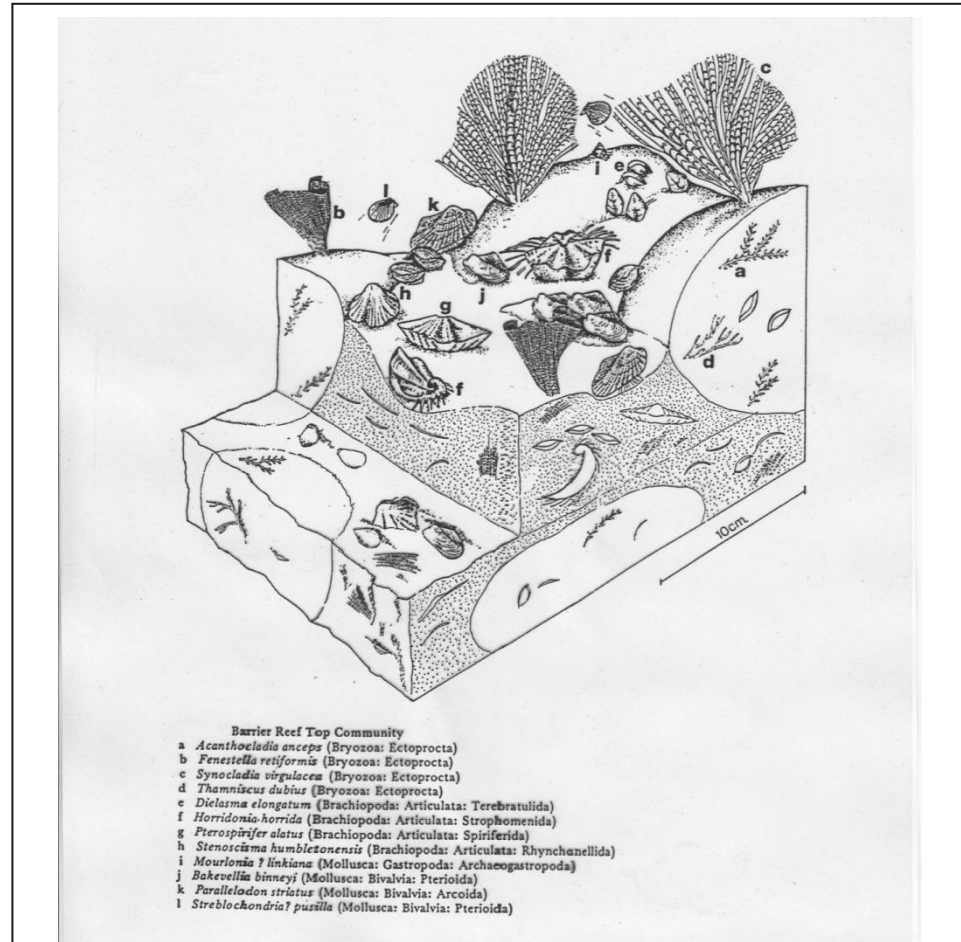 c
l
i
e
b
k
f
a
h
j
g
d
f
10cm.
Barrier Reef Top Community
a Acanthocladia anceps (Bryozoa: Ectoprocta)
b Fenestella retiformis (Bryozoa: Ectoprocta)
c Synocladia virgulacea (Bryozoa: Ectoprocta)
d Thamniscus dubius (Bryozoa: Ectoprocta)
e Dielasma elongatum (Brachiopoda: Articulata: Terebratulida)
f Horridonia-horrida (Brachiopoda: Articulata: Strophomenida)
g Pterospirifer alatus (Brachiopoda: Articulata: Spiriferida)
h Stenoscisma humbletonensis (Brachiopoda: Articulata: Rhynchonellida)
i Mourlonia ? linkiana (Mollusca: Gastropoda: Archaeogastropoda)
j Bakevellia binneyi (Mollusca: Bivalvia: Pterioida)
k Parallelodon striatus (Mollusca: Bivalvia: Arcoida)
l Streblochondria? pusilla (Mollusca: Bivalvia: Pterioida)